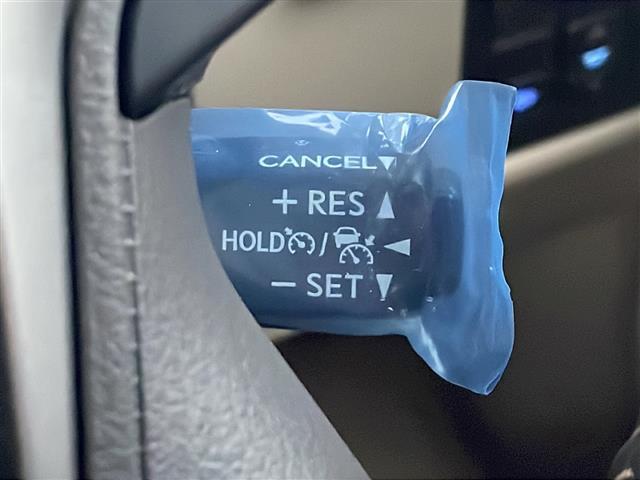 CANCEL▼
+ RES ▲
HOLD / ◀
− SET ▼